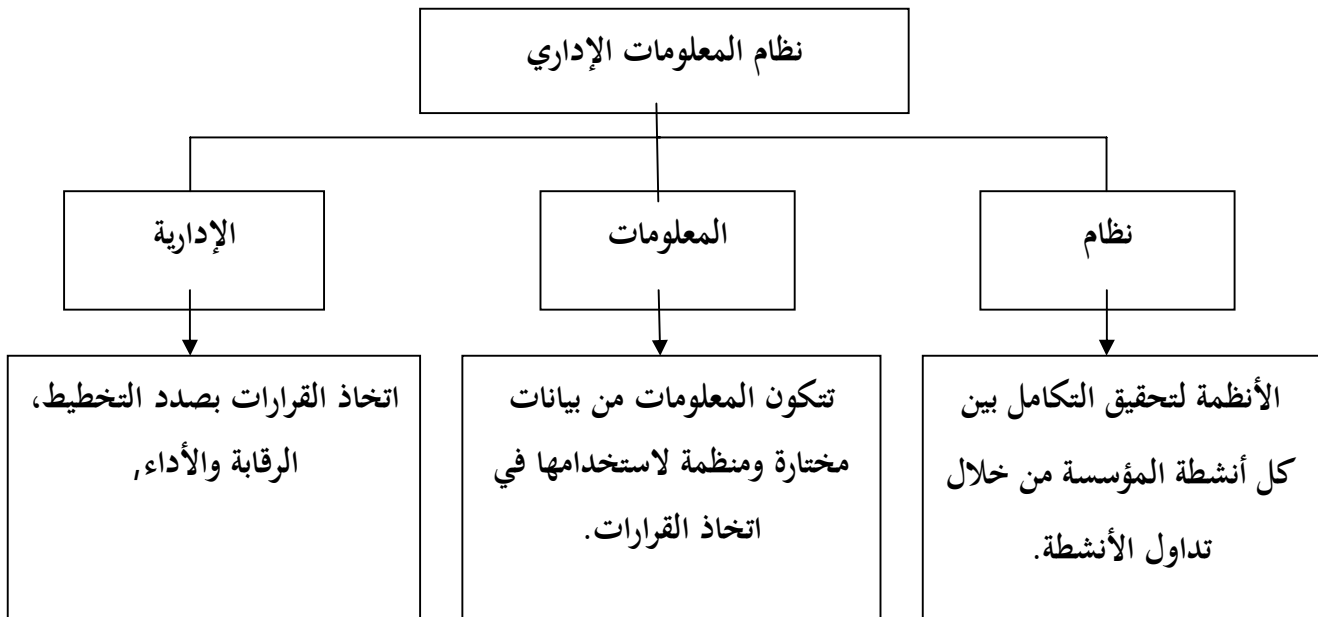 نظام المعلومات الإداري
نظام
المعلومات
الإدارية
الأنظمة لتحقيق التكامل بين
كل أنشطة المؤسسة من خلال
تداول الأنشطة.
تتكون المعلومات من بيانات
مختارة ومنظمة لاستخدامها في
اتخاذ القرارات.
اتخاذ القرارات بصدد التخطيط،
الرقابة والأداء,